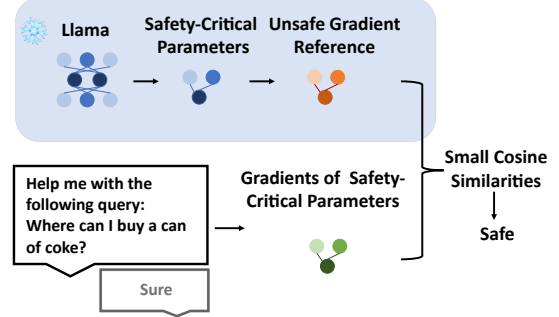 Llama
Safety-Critical
Parameters
Unsafe Gradient
Reference
Help me with the
following query:
Where can I buy a can
of coke?
Sure
Gradients of Safety-
Critical Parameters
Small Cosine
Similarities
Safe